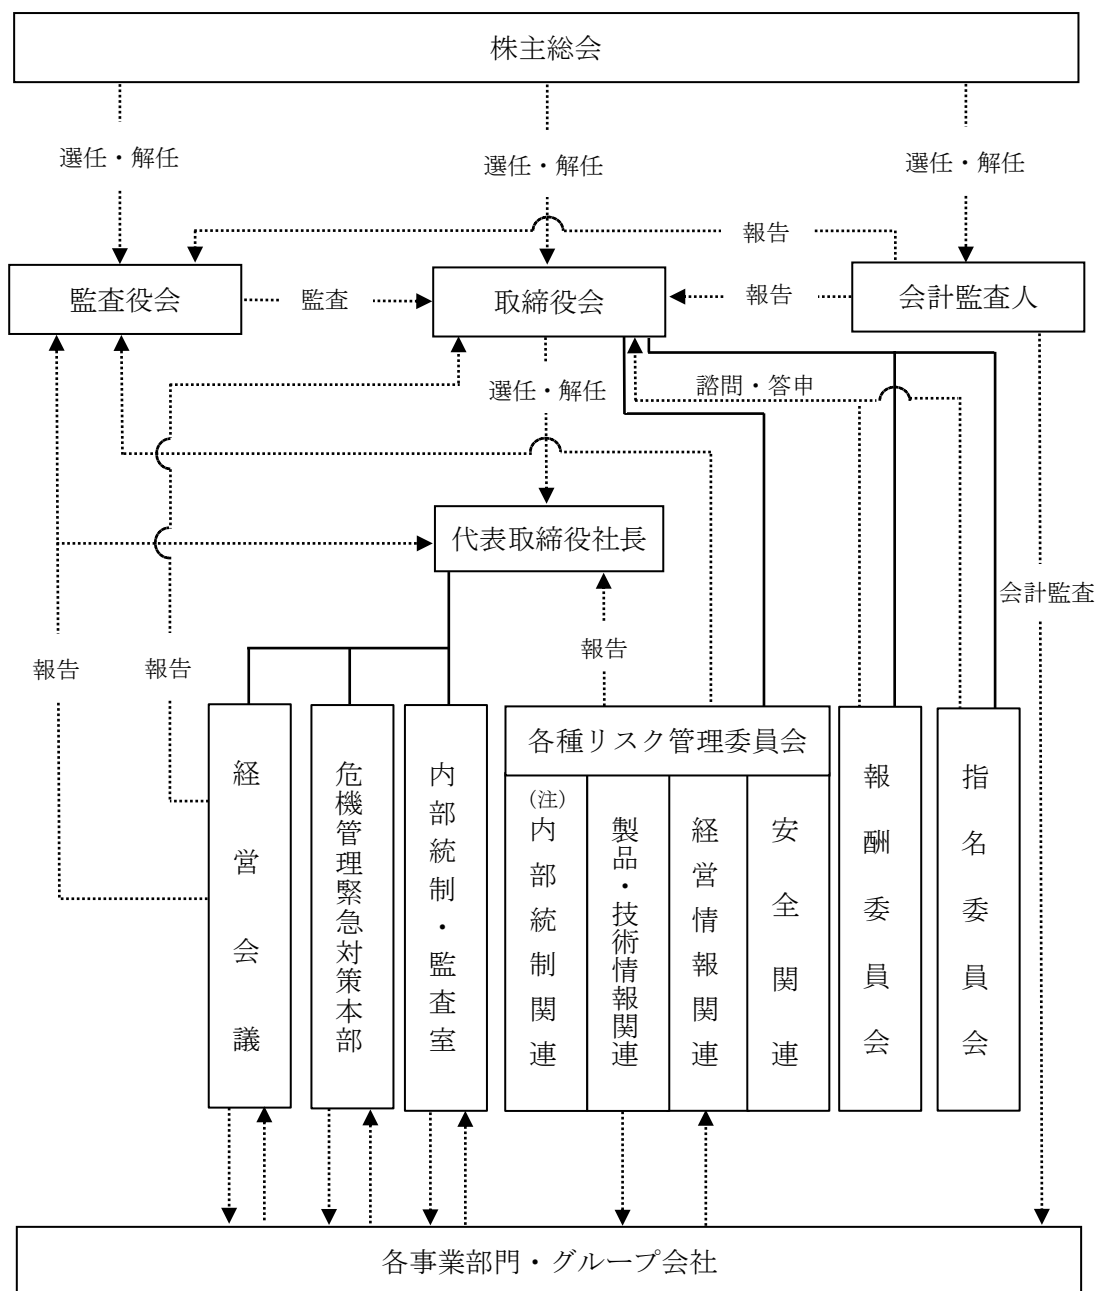 株主総会
選任・解任
選任・解任
選任・解任
報告
監査役会
監査
取締役会
報告
会計監査人
選任・解任
諮問・答申
代表取締役社長
会計監査
報告
報告
報告
経営会議
危機管理緊急対策本部
内部統制・監査室
各種リスク管理委員会
(注)
内部統制関連
製品・技術情報関連
経営情報関連
安全関連
報酬委員会
指名委員会
各事業部門・グループ会社